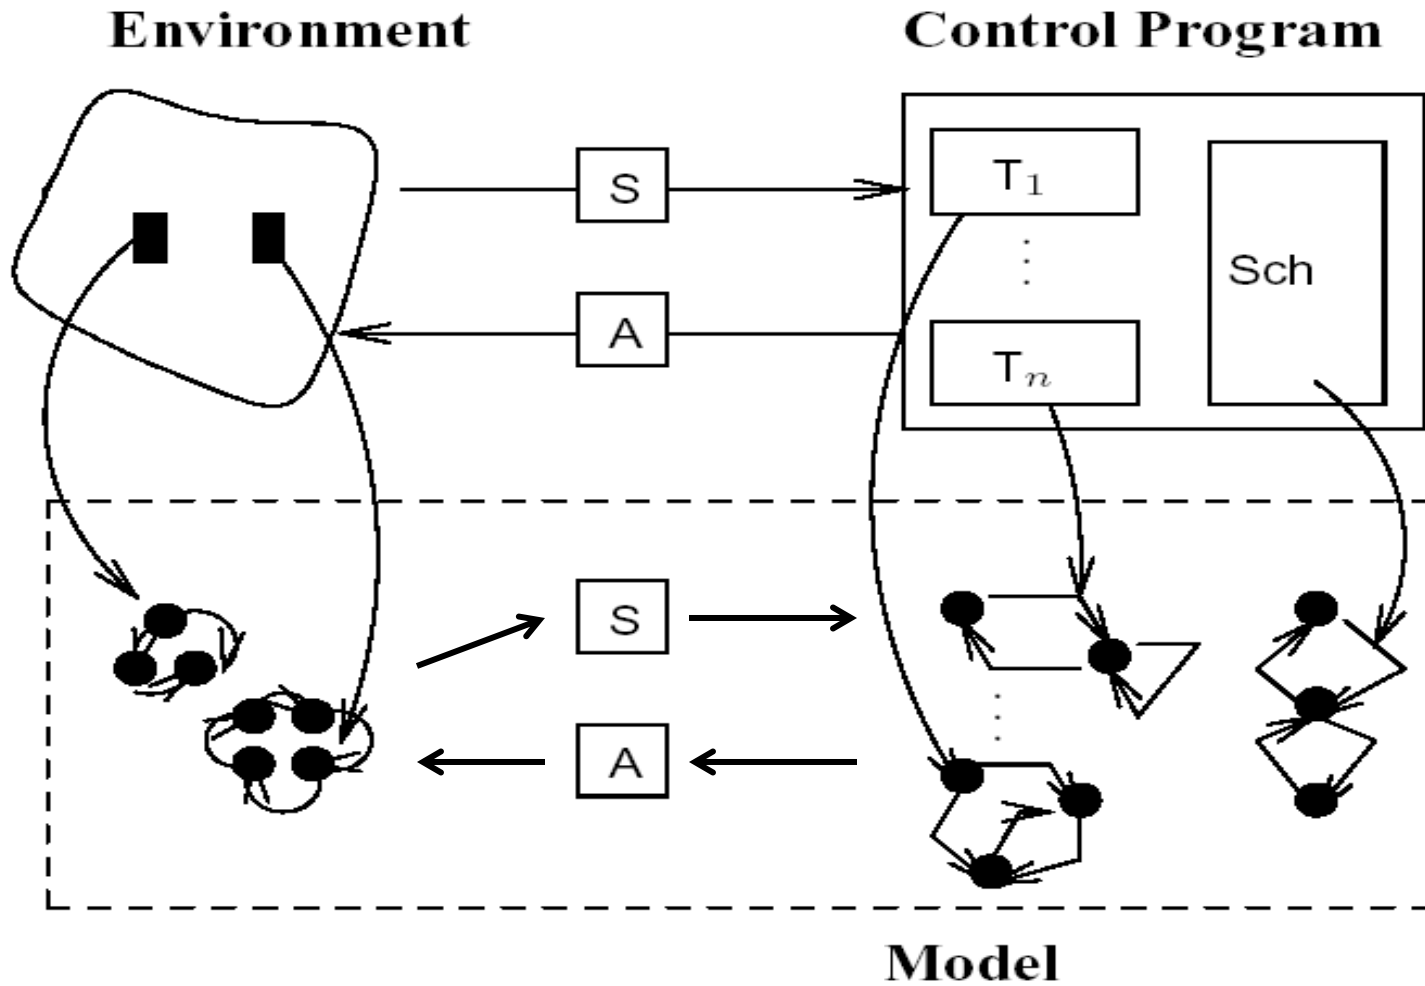 Environment
Control Program
S
T1
⋮
Sch
A
Tn
S
⋮
A
Model